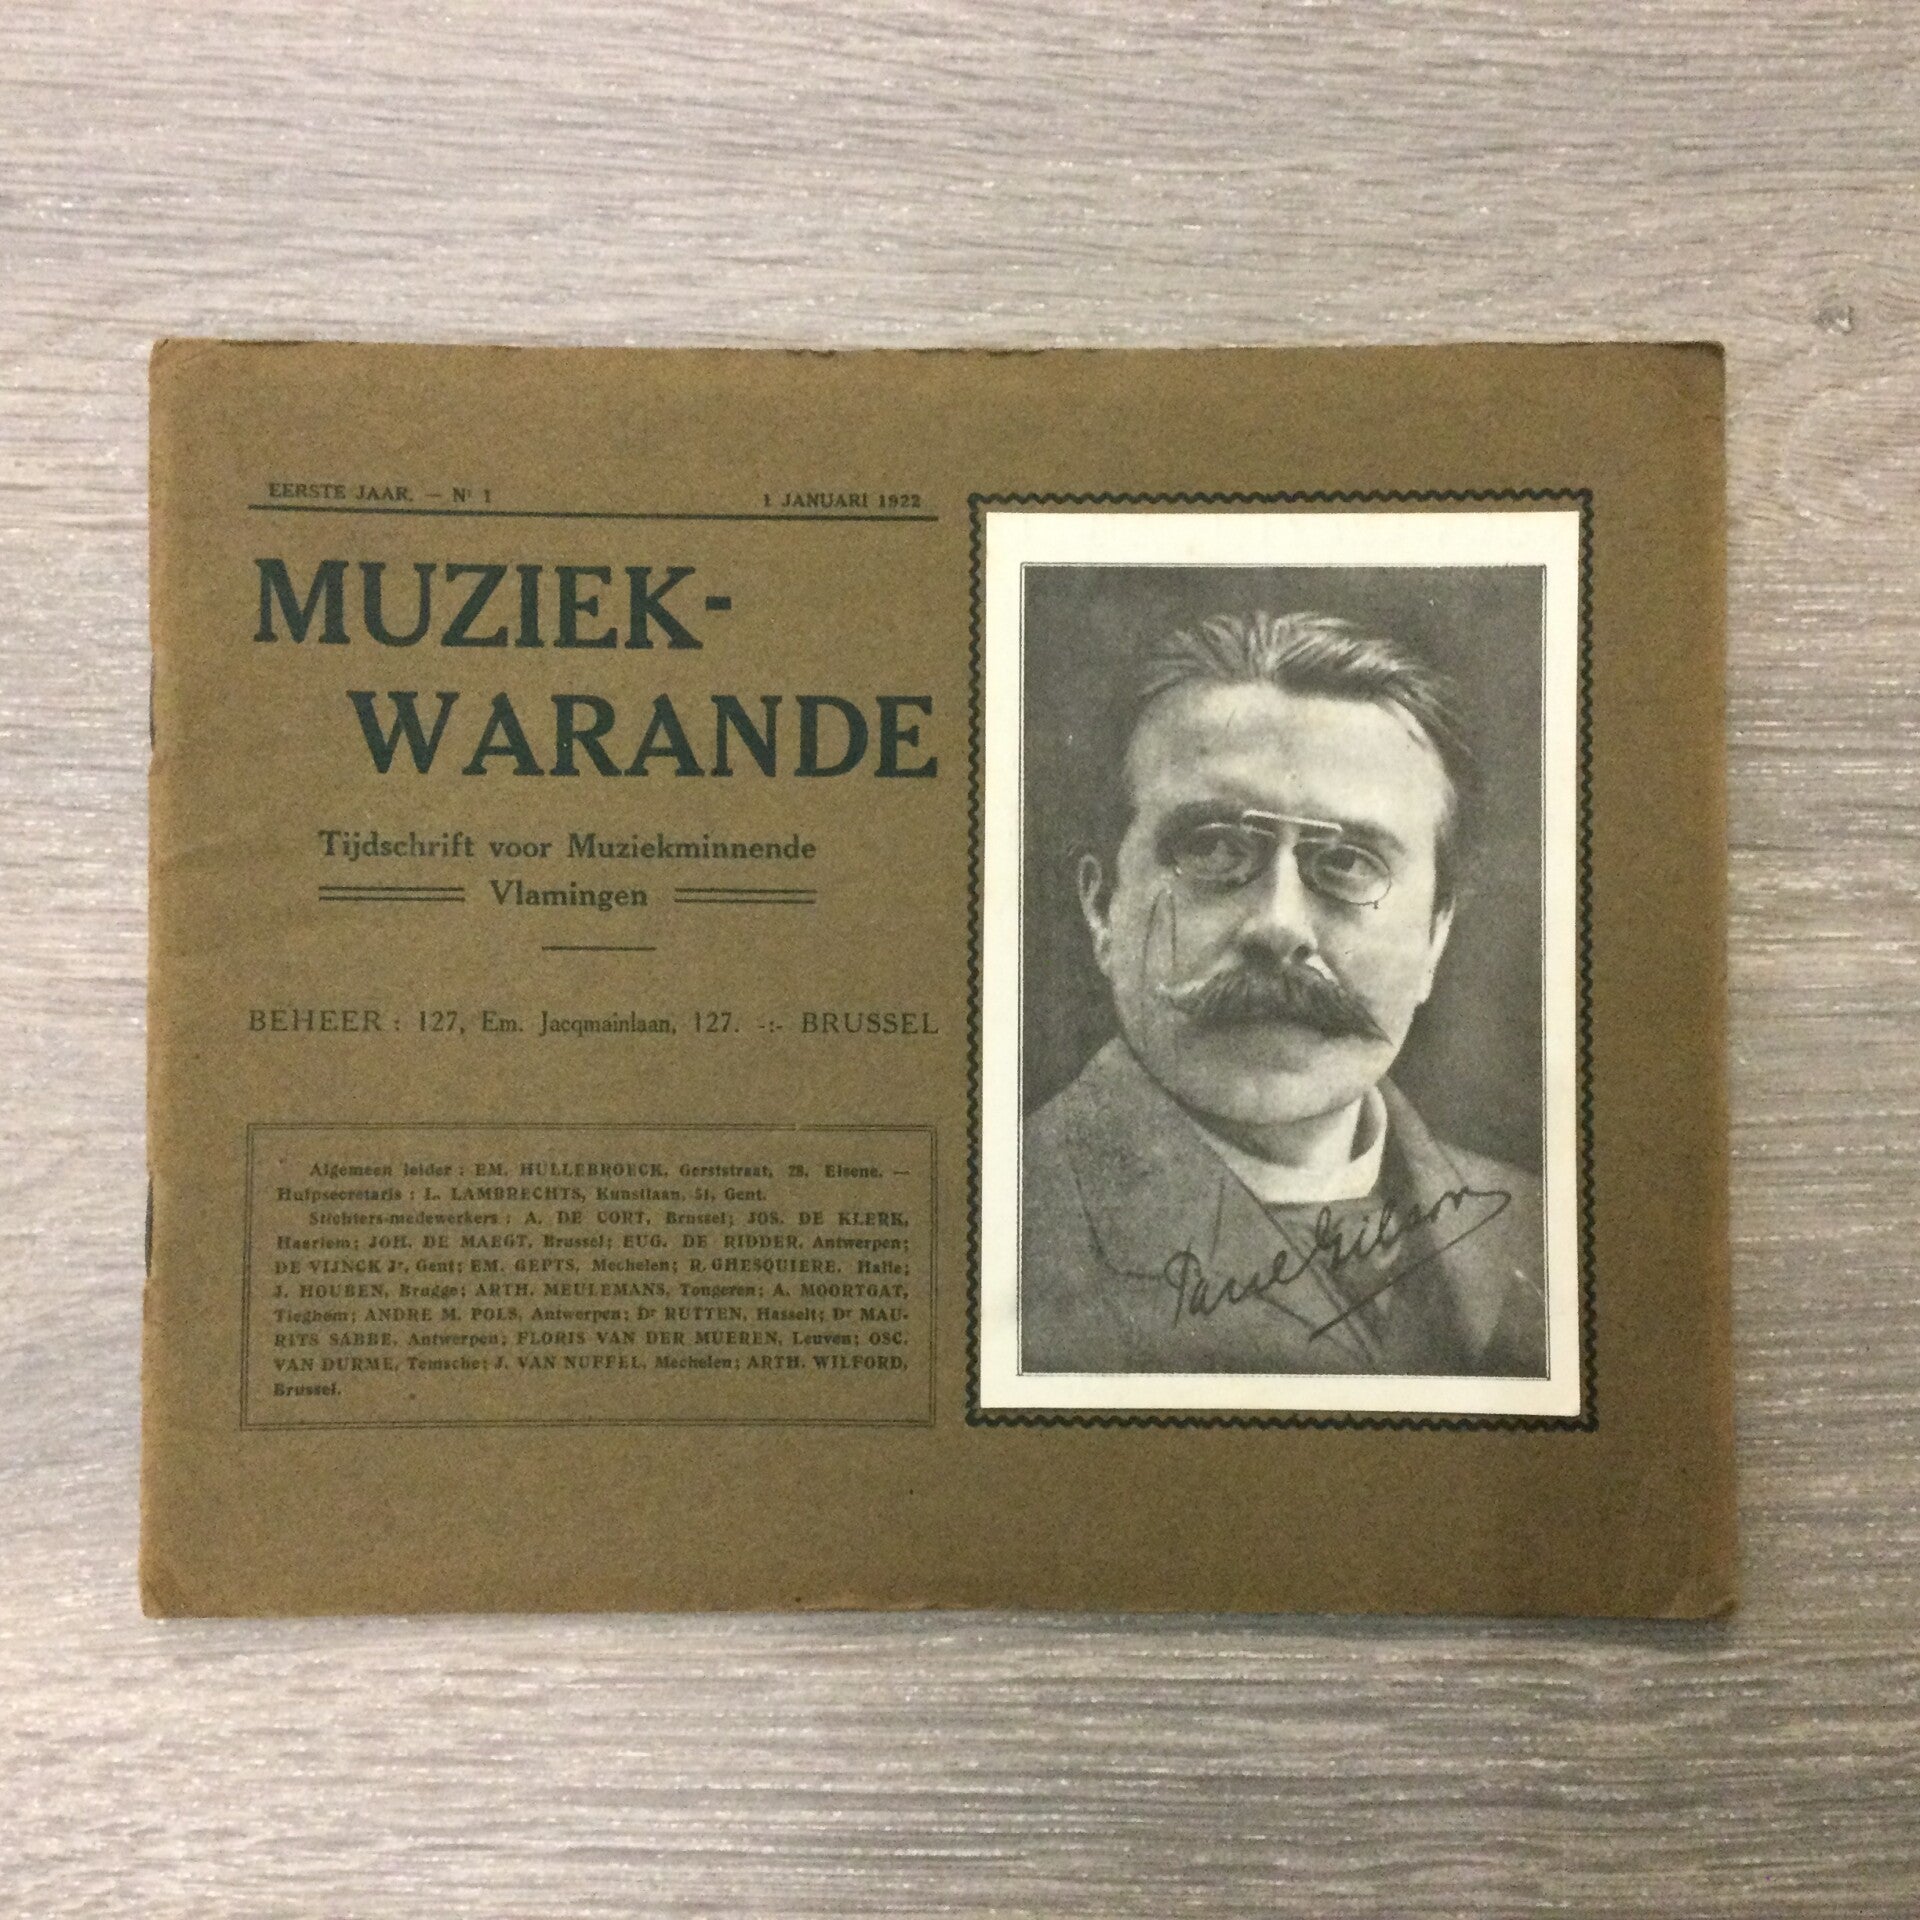 EERSTE JAAR. — Nr 1
1 JANUARI 1922
MUZIEK-
WARANDE
Tijdschrift voor Muziekminnende
Vlamingen
BEHEER : 127, Em. Jacqmainlaan, 127. -:- BRUSSEL
Algemeen leider : EM. HULLEBROECK, Gerststraat, 28, Elsene. —
Hulpsecretaris : L. LAMBRECHTS, Kunstlaan, 51, Gent.
Stichters-medewerkers : A. DE CORT, Brussel; JOS. DE KLERK,
Haarlem; JOH. DE MAEGT, Brussel; EUG. DE RIDDER, Antwerpen;
DE VIJNCK Jr, Gent; EM. GEPTS, Mechelen; R. GHESQUIERE, Halle;
J. HOUBEN, Brugge; ARTH. MEULEMANS, Tongeren; A. MOORTGAT,
Tieghem; ANDRE M. POLS, Antwerpen; Dr RUTTEN, Hasselt; Dr MAU-
RITS SABBE, Antwerpen; FLORIS VAN DER MUEREN, Leuven; OSC.
VAN DURME, Temsche; J. VAN NUFFEL, Mechelen; ARTH. WILFORD,
Brussel.
Paul Gilson